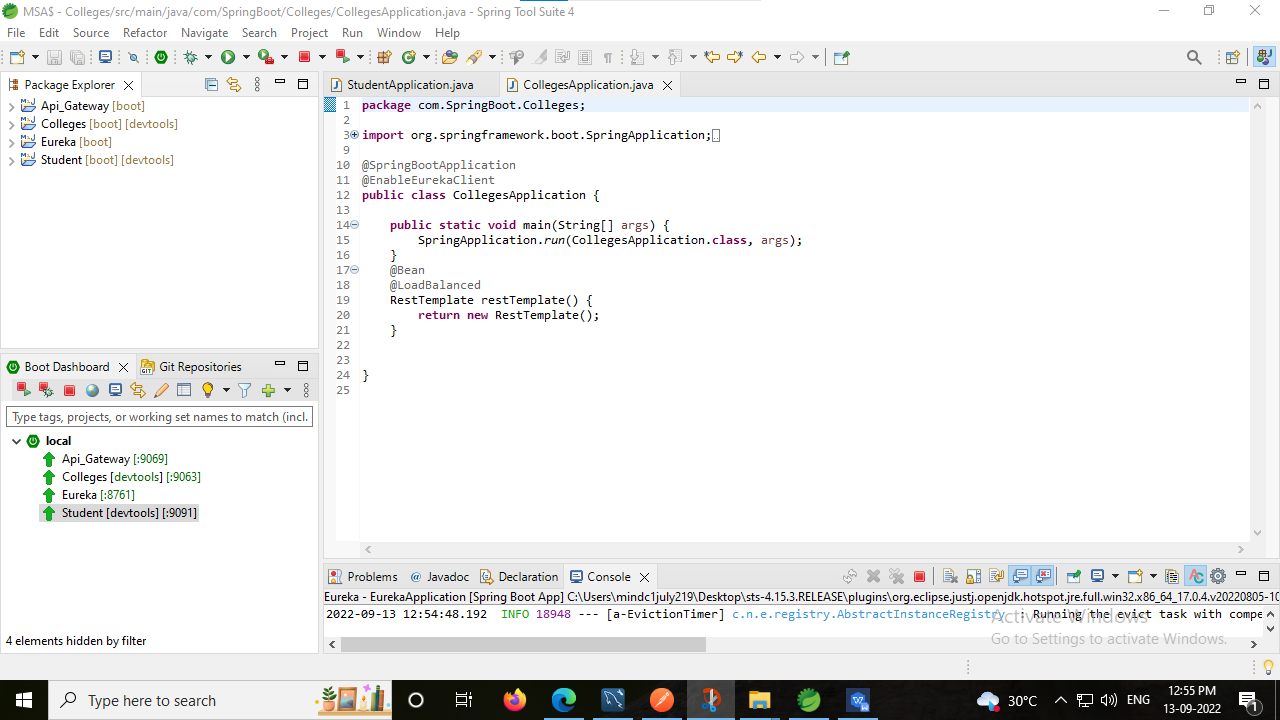 MSA$ - Colleges/src/main/java/com/SpringBoot/Colleges/CollegesApplication.java - Spring Tool Suite 4
File Edit Source Refactor Navigate Search Project Run Window Help
Package Explorer
Api_Gateway [boot]
Colleges [boot] [devtools]
Eureka [boot]
Student [boot] [devtools]
StudentApplication.java CollegesApplication.java
1 package com.SpringBoot.Colleges;
2
3 import org.springframework.boot.SpringApplication;
9
10 @SpringBootApplication
11 @EnableEurekaClient
12 public class CollegesApplication {
13
14 public static void main(String[] args) {
15 SpringApplication.run(CollegesApplication.class, args);
16 }
17 @Bean
18 @LoadBalanced
19 RestTemplate restTemplate() {
20 return new RestTemplate();
21 }
22
23
24 }
25
Boot Dashboard Git Repositories
Type tags, projects, or working set names to match (incl.
local
Api_Gateway [:9069]
Colleges [devtools] [:9063]
Eureka [:8761]
Student [devtools] [:9091]
4 elements hidden by filter
Problems Javadoc Declaration Console
Eureka - EurekaApplication [Spring Boot App] C:\Users\mindc1july219\Desktop\sts-4.15.3.RELEASE\plugins\org.eclipse.justj.openjdk.hotspot.jre.full.win32.x86_64_17.0.4.v20220805-10
2022-09-13 12:54:48.192 INFO 18948 --- [a-EvictionTimer] c.n.e.registry.AbstractInstanceRegistry : Running the evict task with compe
Activate Windows
Go to Settings to activate Windows.
Type here to search
30°C
ENG
12:55 PM
13-09-2022
1